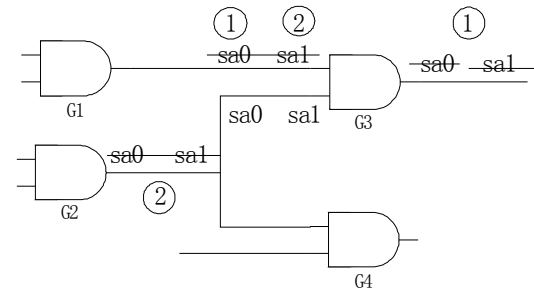 ① ② ①
sa0 sa1 sa0 sa1
G1 sa0 sa1 G3
sa0 sa1
②
G2
G4